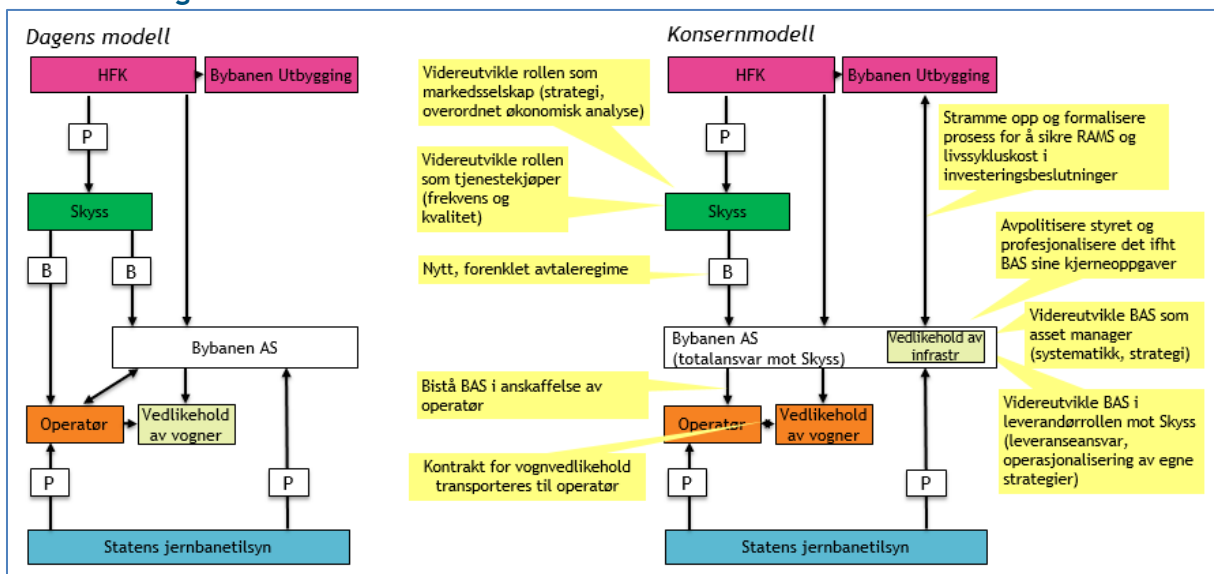 Dagens modell
HFK
Bybanen Utbygging
P
Skyss
B
B
Bybanen AS
Operatør
Vedlikehold
av vogner
P
P
Statens jernbanetilsyn
Konsernmodell
Videreutvikle rollen som
markedsselskap (strategi,
overordnet økonomisk analyse)
Videreutvikle rollen
som tjenestekjøper
(frekvens og
kvalitet)
Nytt, forenklet avtaleregime
HFK
Bybanen Utbygging
P
Skyss
B
Stramme opp og formalisere
prosess for å sikre RAMS og
livssykluskost i
investeringsbeslutninger
Avpolitisere styret og
profesjonalisere det ifht
BAS sine kjerneoppgaver
Bybanen AS
(totalansvar mot Skyss)
Vedlikehold av
infrastr
Videreutvikle BAS som
asset manager
(systematikk, strategi)
Bistå BAS i anskaffelse av
operatør
Operatør
Vedlikehold
av vogner
Videreutvikle BAS i
leverandørrollen mot Skyss
(leveranseansvar,
operasjonalisering av egne
strategier)
Kontrakt for vognvedlikehold
transporteres til operatør
P
P
Statens jernbanetilsyn